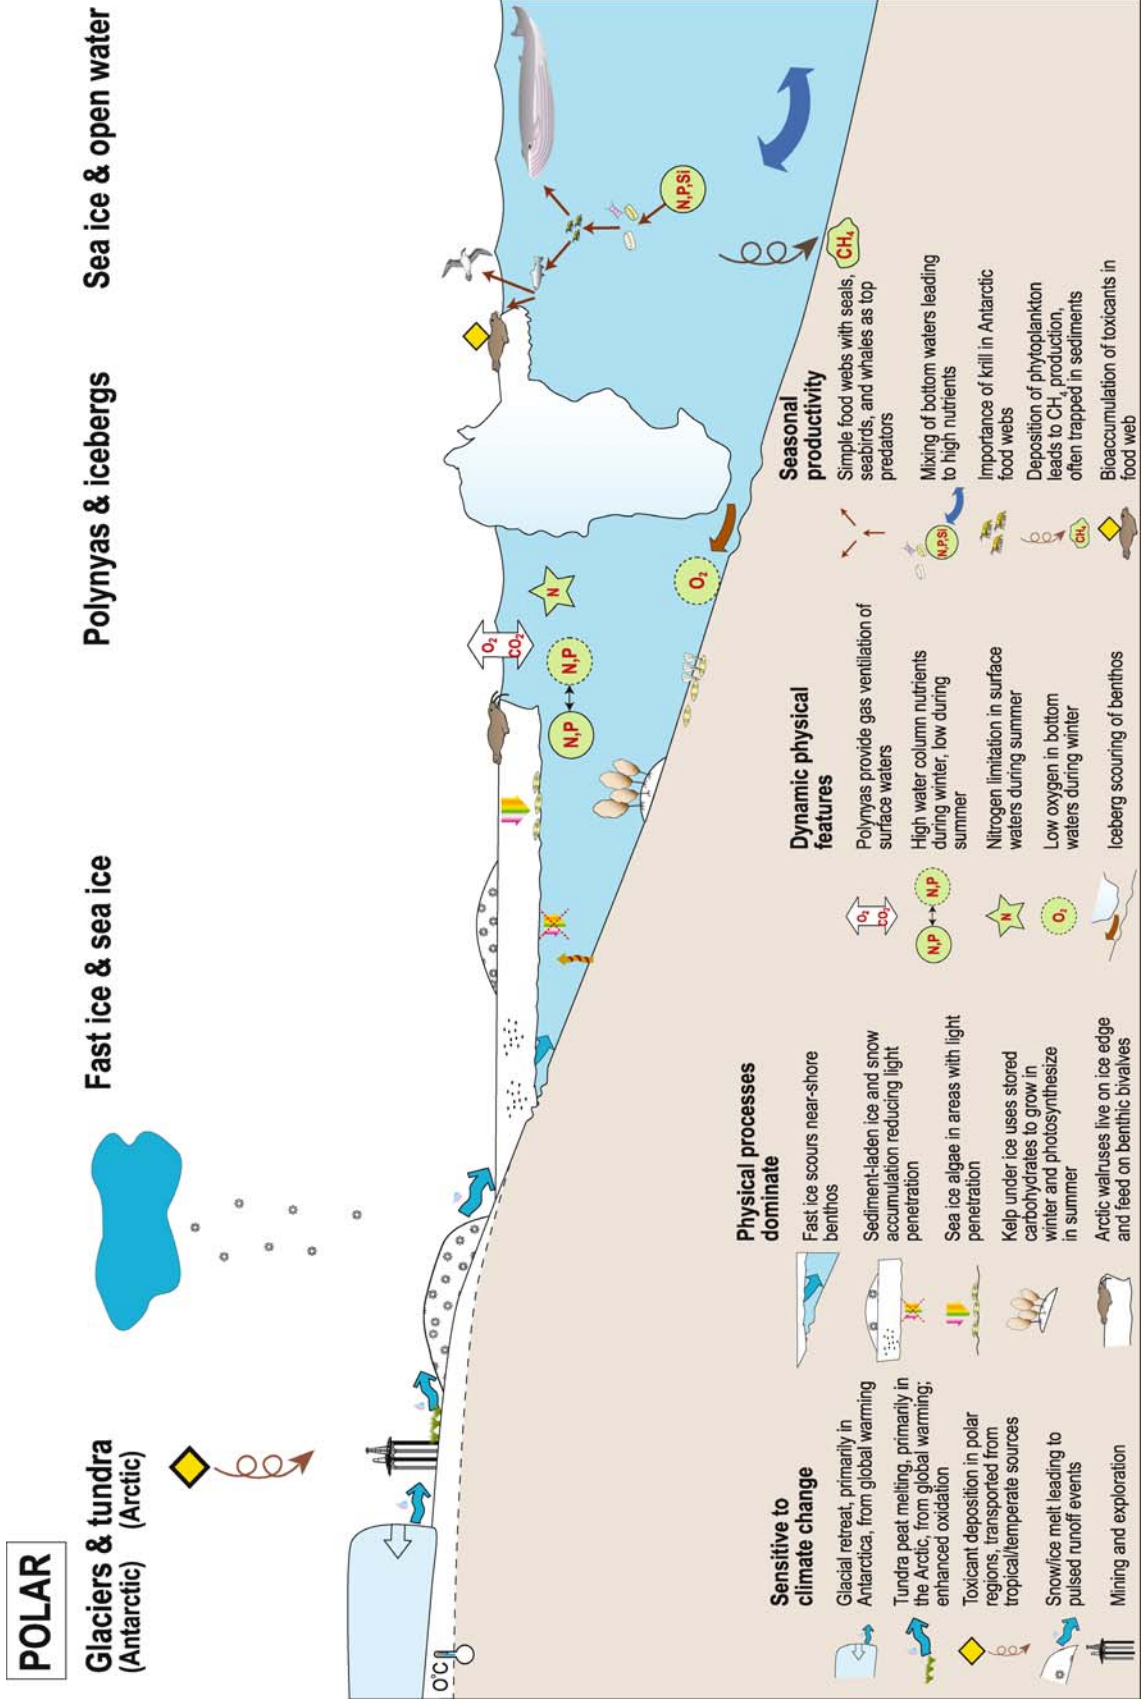 POLAR
Glaciers & tundra
(Antarctic) (Arctic)
Fast ice & sea ice
Polynyas & icebergs
Sea ice & open water
O°C
O₂
CO₂
N,P
N,P
N
O₂
N,P,Si
CH₄
Sensitive to
climate change
Glacial retreat, primarily in
Antarctica, from global warming
Tundra peat melting, primarily in
the Arctic, from global warming;
enhanced oxidation
Toxicant deposition in polar
regions, transported from
tropical/temperate sources
Snow/ice melt leading to
pulsed runoff events
Mining and exploration
Physical processes
dominate
Fast ice scours near-shore
benthos
Sediment-laden ice and snow
accumulation reducing light
penetration
Sea ice algae in areas with light
penetration
Kelp under ice uses stored
carbohydrates to grow in
winter and photosynthesize
in summer
Arctic walruses live on ice edge
and feed on benthic bivalves
Dynamic physical
features
O₂
CO₂
Polynyas provide gas ventilation of
surface waters
N,P
N,P
High water column nutrients
during winter, low during
summer
N
Nitrogen limitation in surface
waters during summer
O₂
Low oxygen in bottom
waters during winter
Iceberg scouring of benthos
Seasonal
productivity
Simple food webs with seals,
seabirds, and whales as top
predators
N,P,Si
Mixing of bottom waters leading
to high nutrients
Importance of krill in Antarctic
food webs
CH₄
Deposition of phytoplankton
leads to CH₄ production,
often trapped in sediments
Bioaccumulation of toxicants in
food web